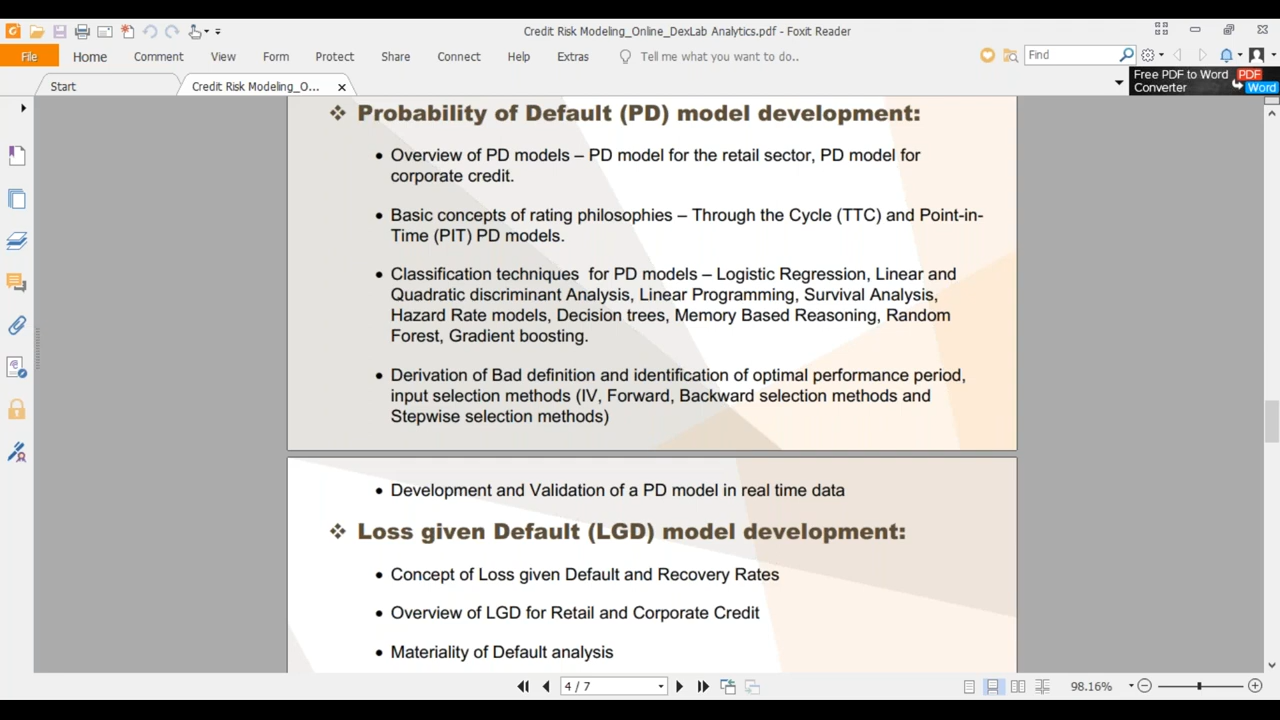 Credit Risk Modeling_Online_DexLab Analytics.pdf - Foxit Reader
File Home Comment View Form Protect Share Connect Help Extras Tell me what you want to do.. Find
Start Credit Risk Modeling_O...
Free PDF to Word Converter PDF Word
❖ Probability of Default (PD) model development:
• Overview of PD models – PD model for the retail sector, PD model for
corporate credit.
• Basic concepts of rating philosophies – Through the Cycle (TTC) and Point-in-
Time (PIT) PD models.
• Classification techniques for PD models – Logistic Regression, Linear and
Quadratic discriminant Analysis, Linear Programming, Survival Analysis,
Hazard Rate models, Decision trees, Memory Based Reasoning, Random
Forest, Gradient boosting.
• Derivation of Bad definition and identification of optimal performance period,
input selection methods (IV, Forward, Backward selection methods and
Stepwise selection methods)
• Development and Validation of a PD model in real time data
❖ Loss given Default (LGD) model development:
• Concept of Loss given Default and Recovery Rates
• Overview of LGD for Retail and Corporate Credit
• Materiality of Default analysis
4 / 7 98.16%